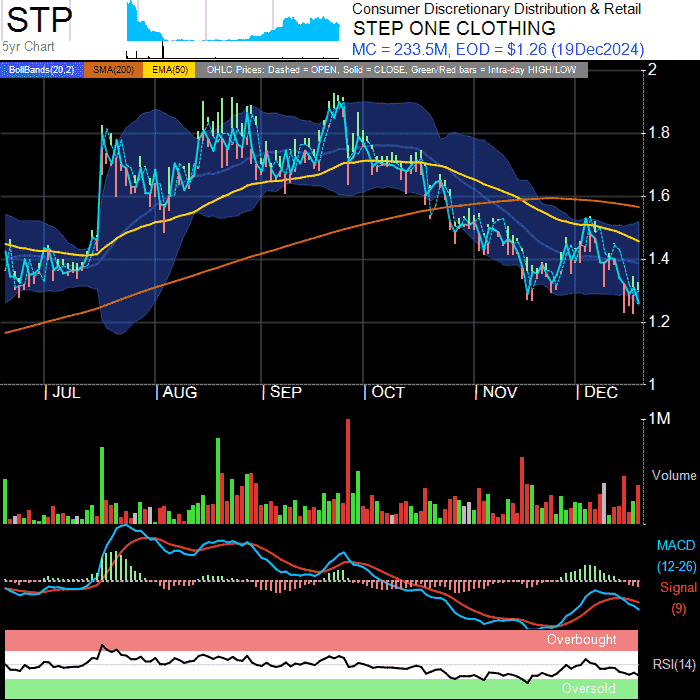 STP
5yr Chart
Consumer Discretionary Distribution & Retail
STEP ONE CLOTHING
MC = 233.5M, EOD = $1.26 (19Dec2024)
BollBands(20,2) SMA(200) EMA(50) OHLC Prices: Dashed = OPEN, Solid = CLOSE, Green/Red bars = Intra-day HIGH/LOW
2
1.8
1.6
1.4
1.2
1
| JUL | AUG | SEP | OCT | NOV | DEC
1M
Volume
MACD
(12-26)
Signal
(9)
Overbought
RSI(14)
Oversold